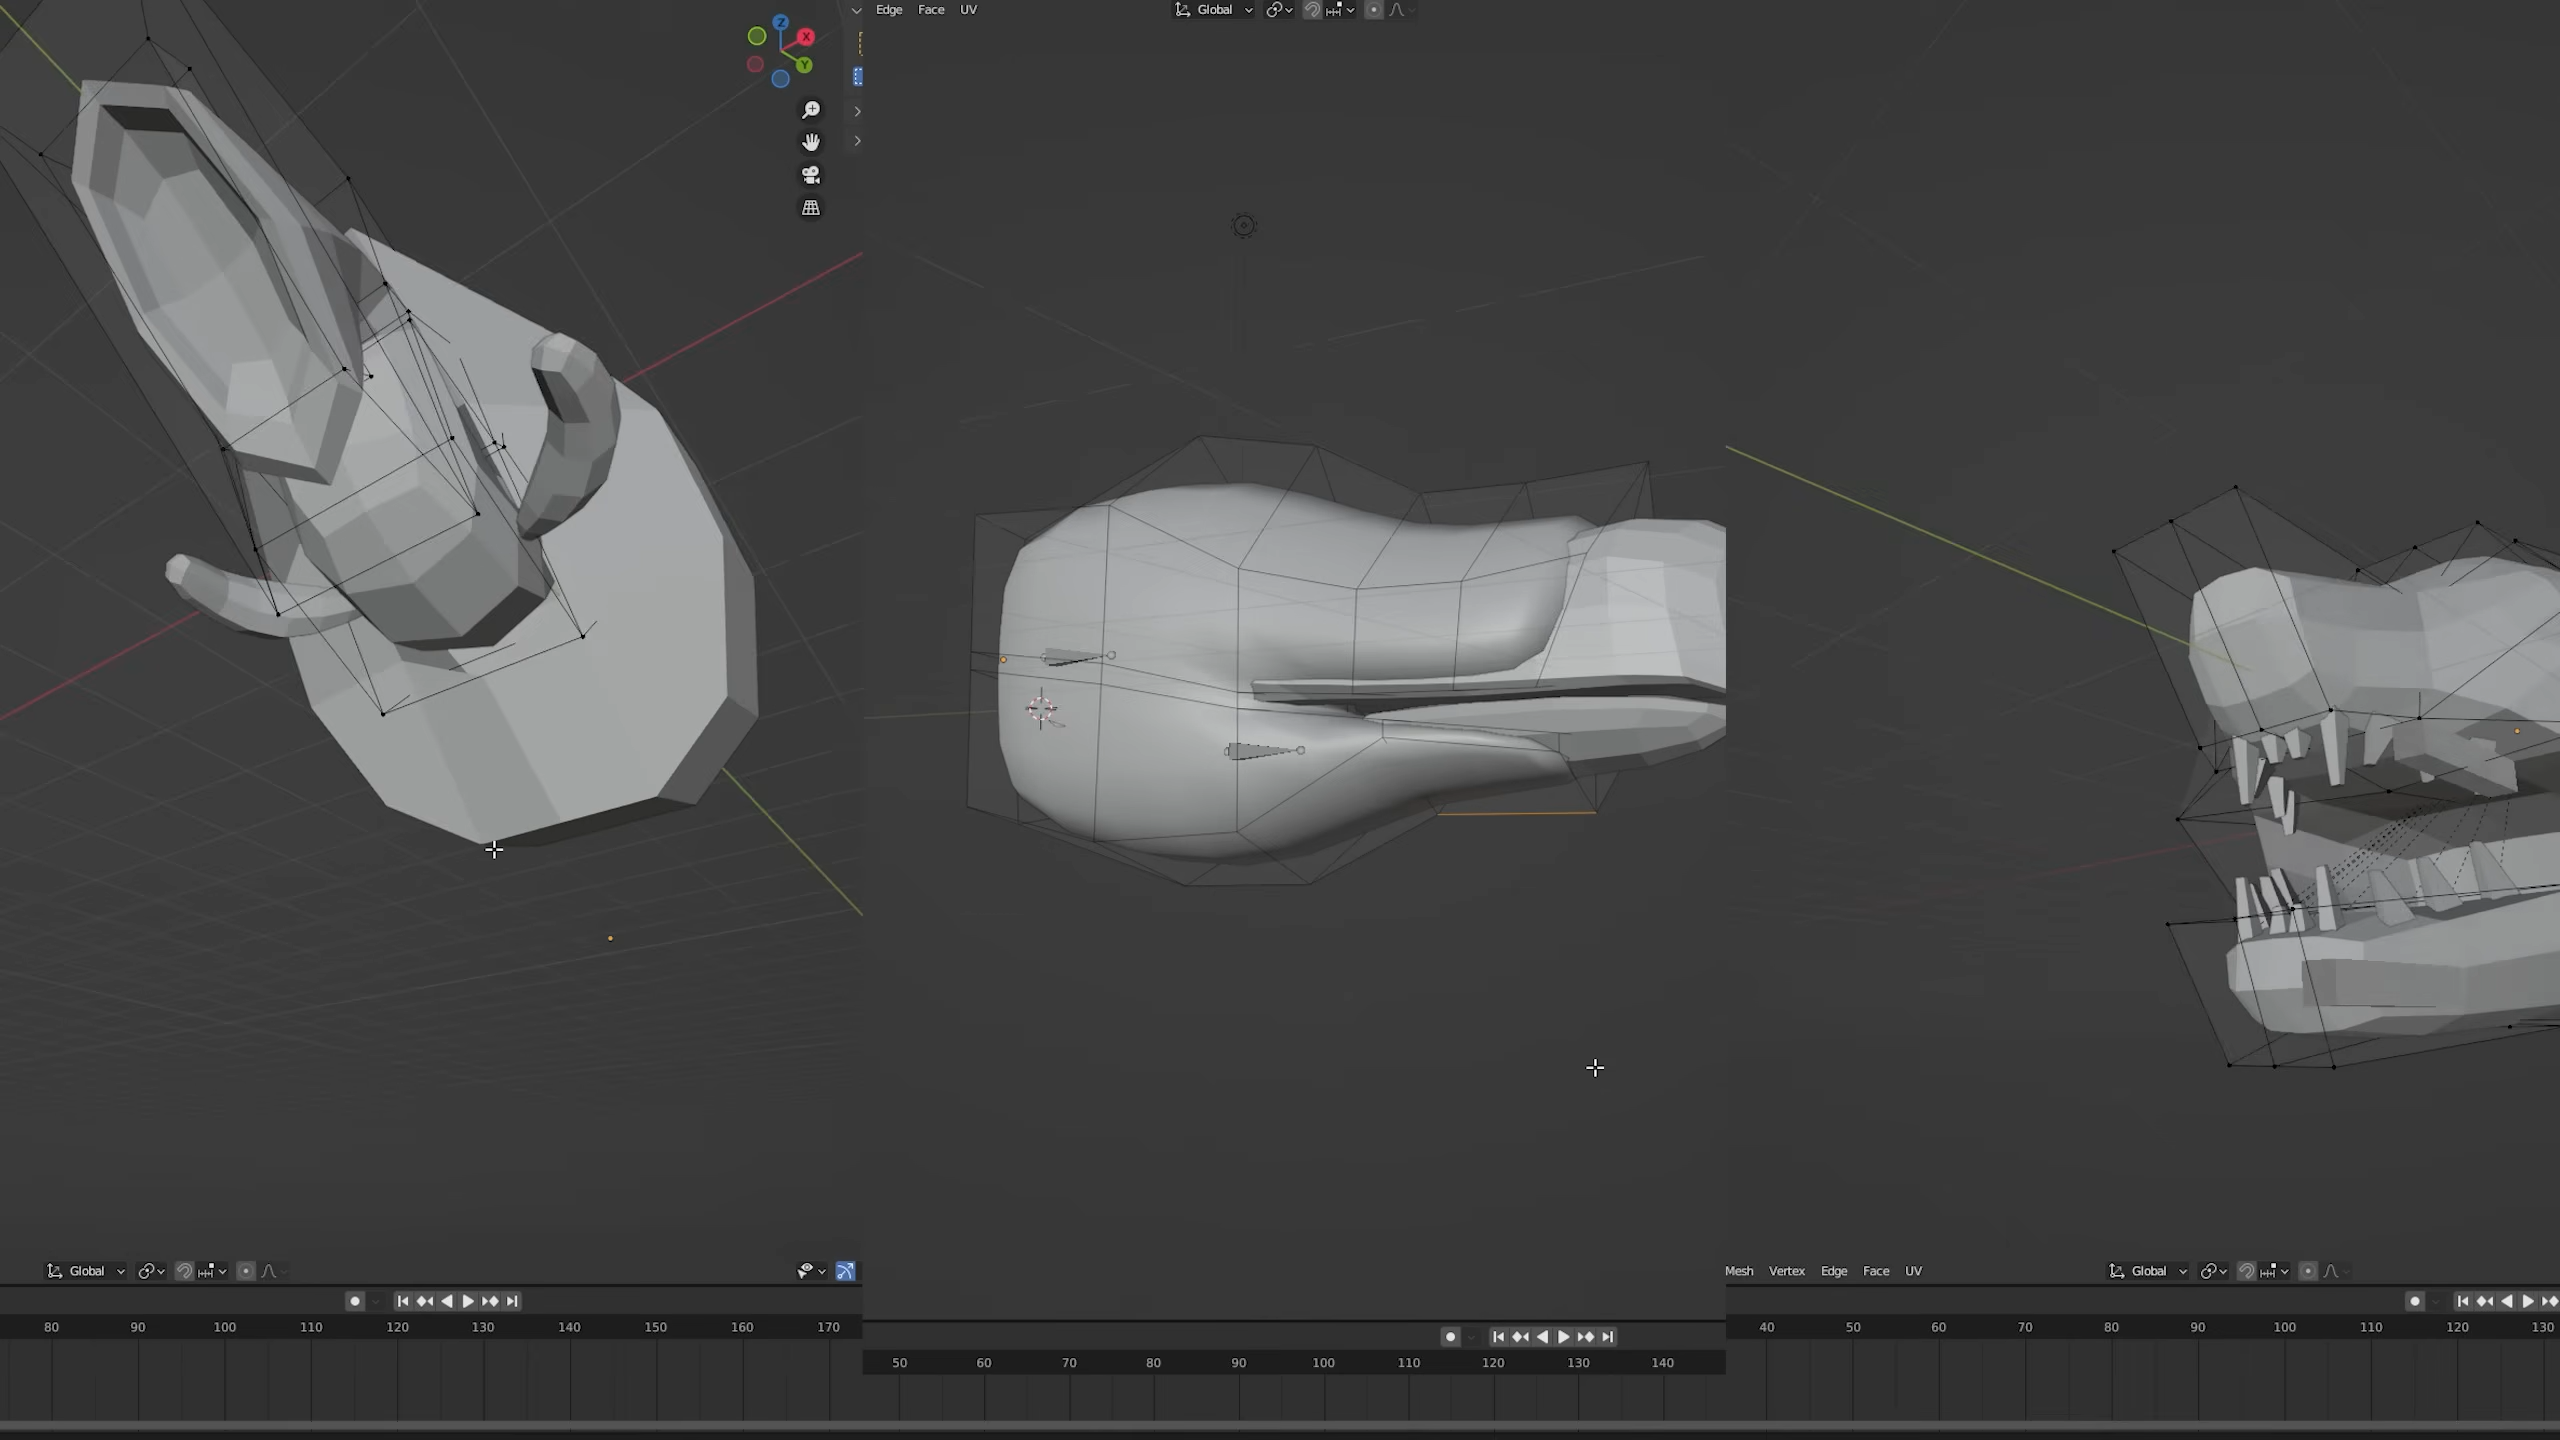 Edge Face UV Global
Z
X
Y
Global
Mesh Vertex Edge Face UV Global
80 90 100 110 120 130 140 150 160 170
50 60 70 80 90 100 110 120 130 140
40 50 60 70 80 90 100 110 120 130